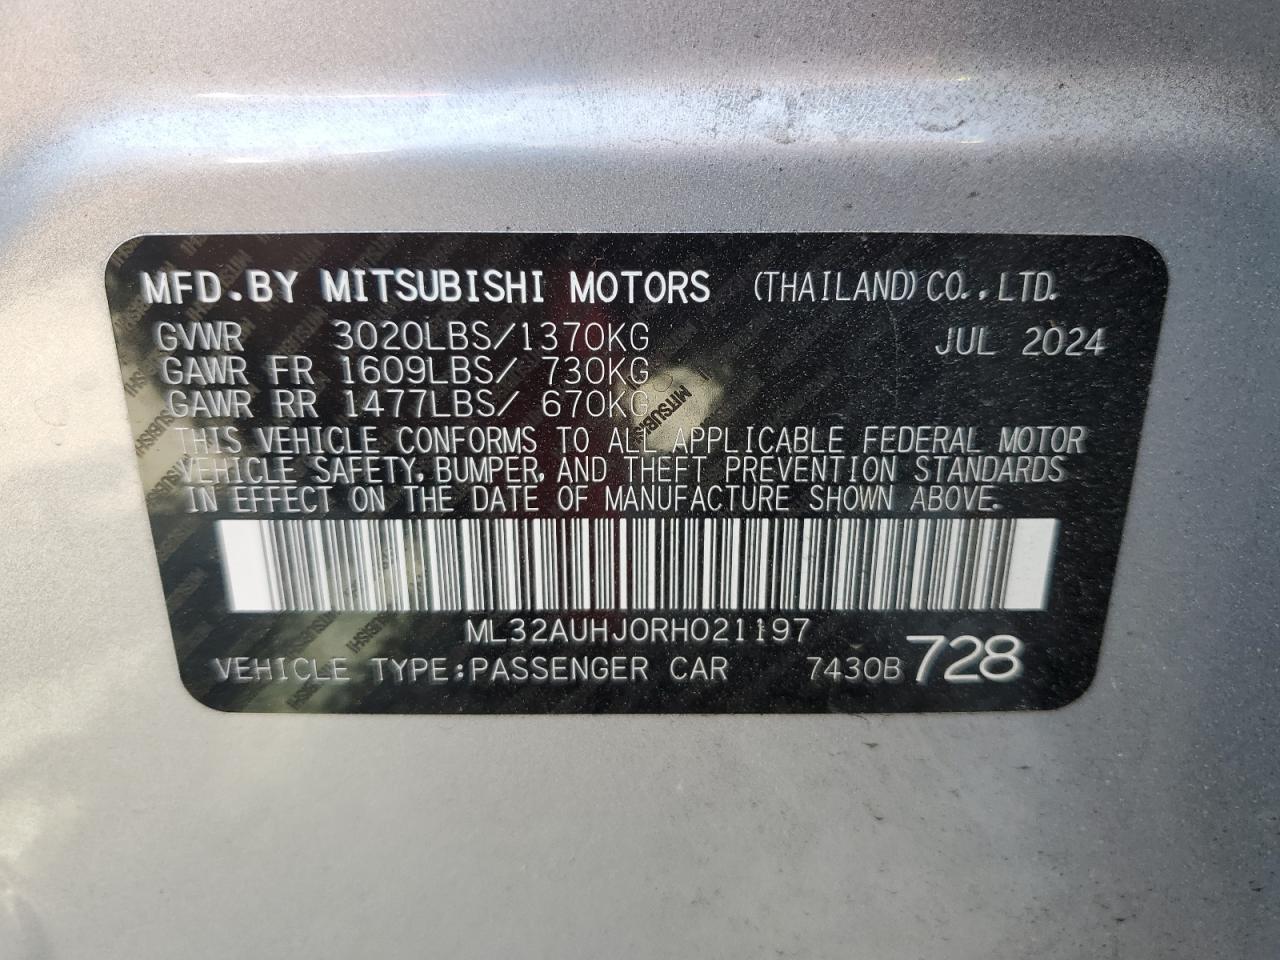 MFD.BY MITSUBISHI MOTORS (THAILAND)CO.,LTD.
GVWR 3020LBS/1370KG JUL 2024
GAWR FR 1609LBS/ 730KG
GAWR RR 1477LBS/ 670KG
THIS VEHICLE CONFORMS TO ALL APPLICABLE FEDERAL MOTOR
VEHICLE SAFETY, BUMPER, AND THEFT PREVENTION STANDARDS
IN EFFECT ON THE DATE OF MANUFACTURE SHOWN ABOVE.
ML32AUHJ0RH021197
VEHICLE TYPE:PASSENGER CAR 7430B 728